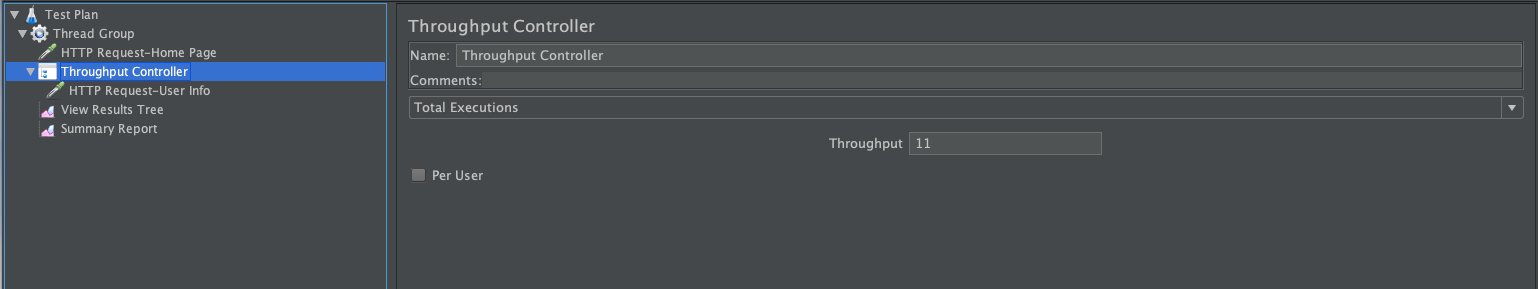 Test Plan
Thread Group
HTTP Request-Home Page
Throughput Controller
HTTP Request-User Info
View Results Tree
Summary Report
Throughput Controller
Name: Throughput Controller
Comments:
Total Executions
Throughput 11
Per User